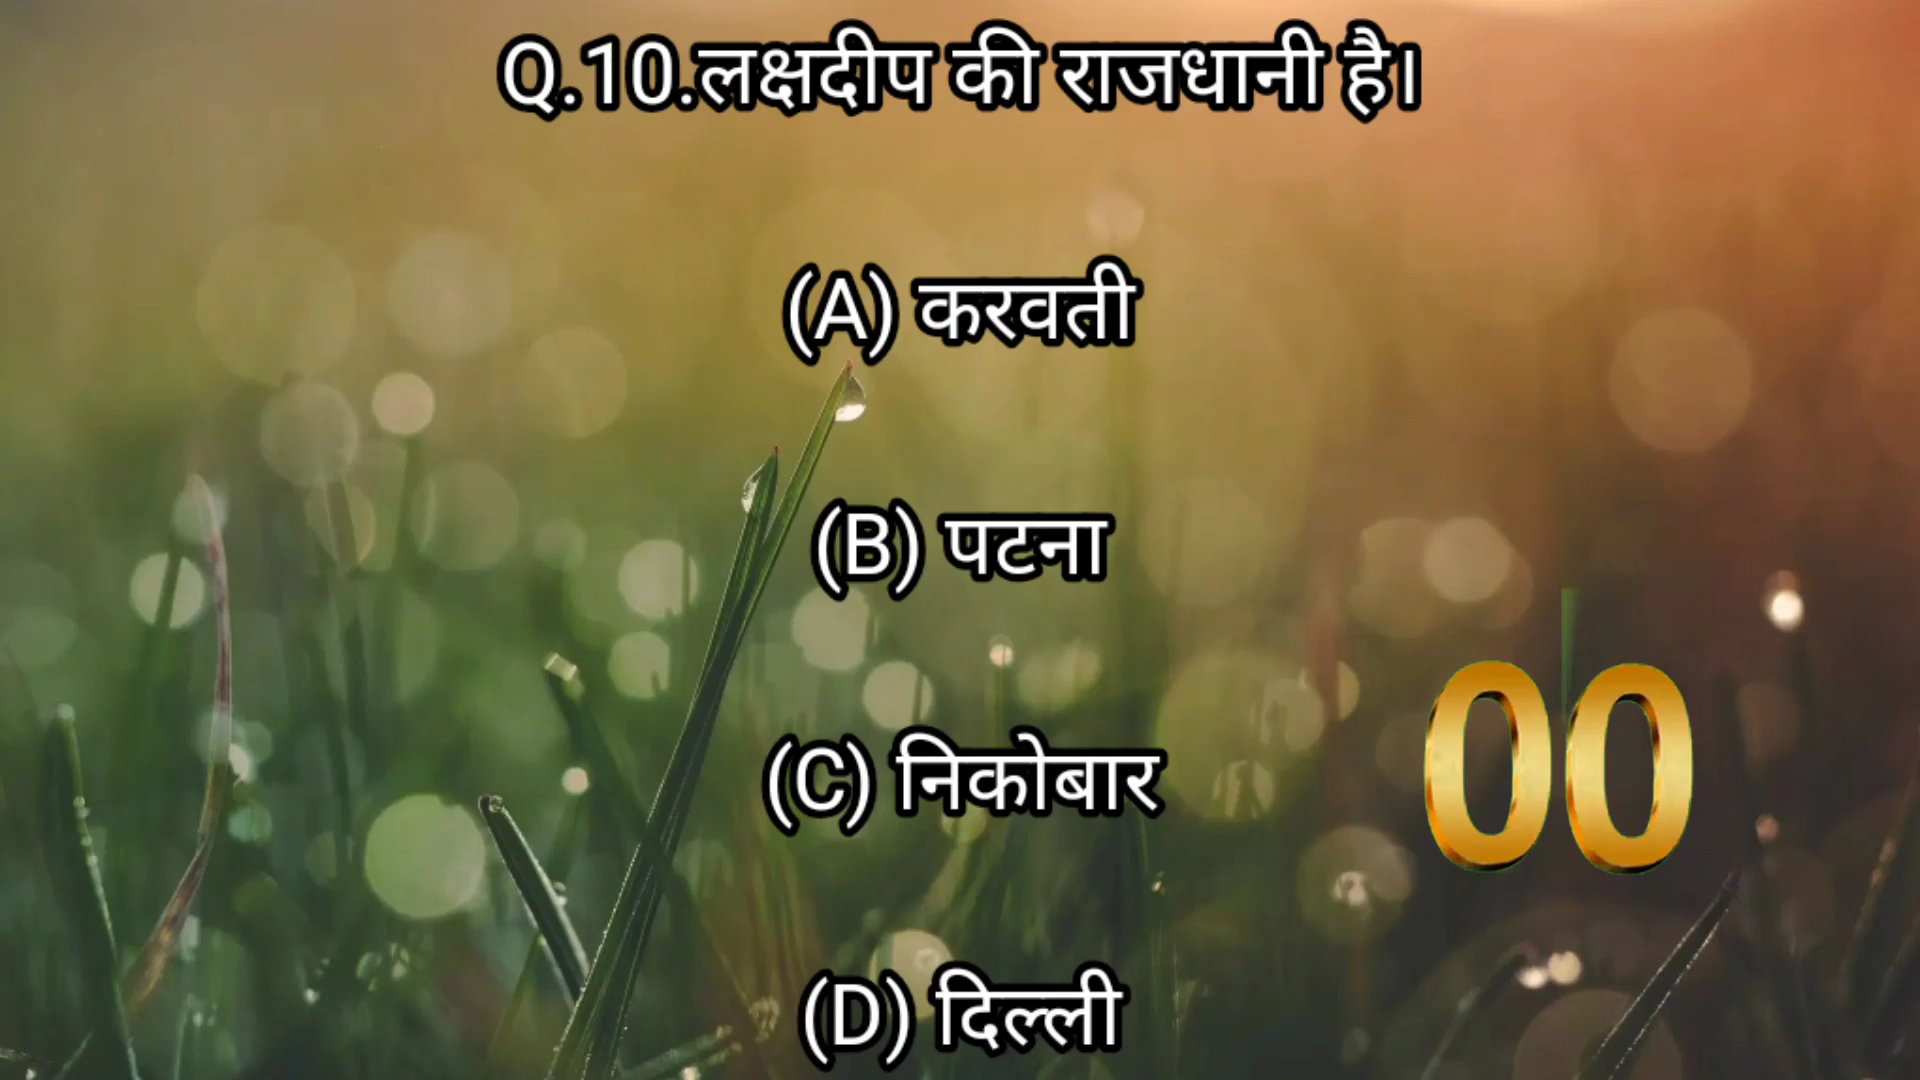 Q.10.लक्षदीप की राजधानी है।
(A) करवती
(B) पटना
(C) निकोबार
00
(D) दिल्ली